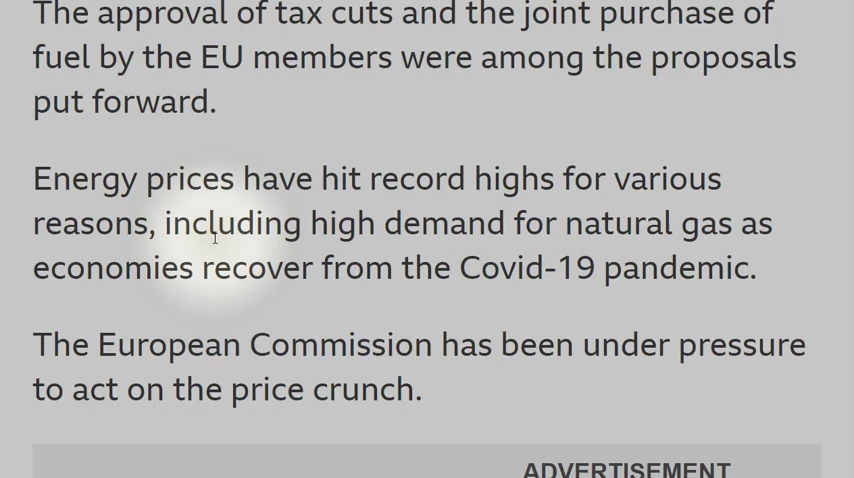 The approval of tax cuts and the joint purchase of
fuel by the EU members were among the proposals
put forward.
Energy prices have hit record highs for various
reasons, including high demand for natural gas as
economies recover from the Covid-19 pandemic.
The European Commission has been under pressure
to act on the price crunch.
ADVERTISEMENT